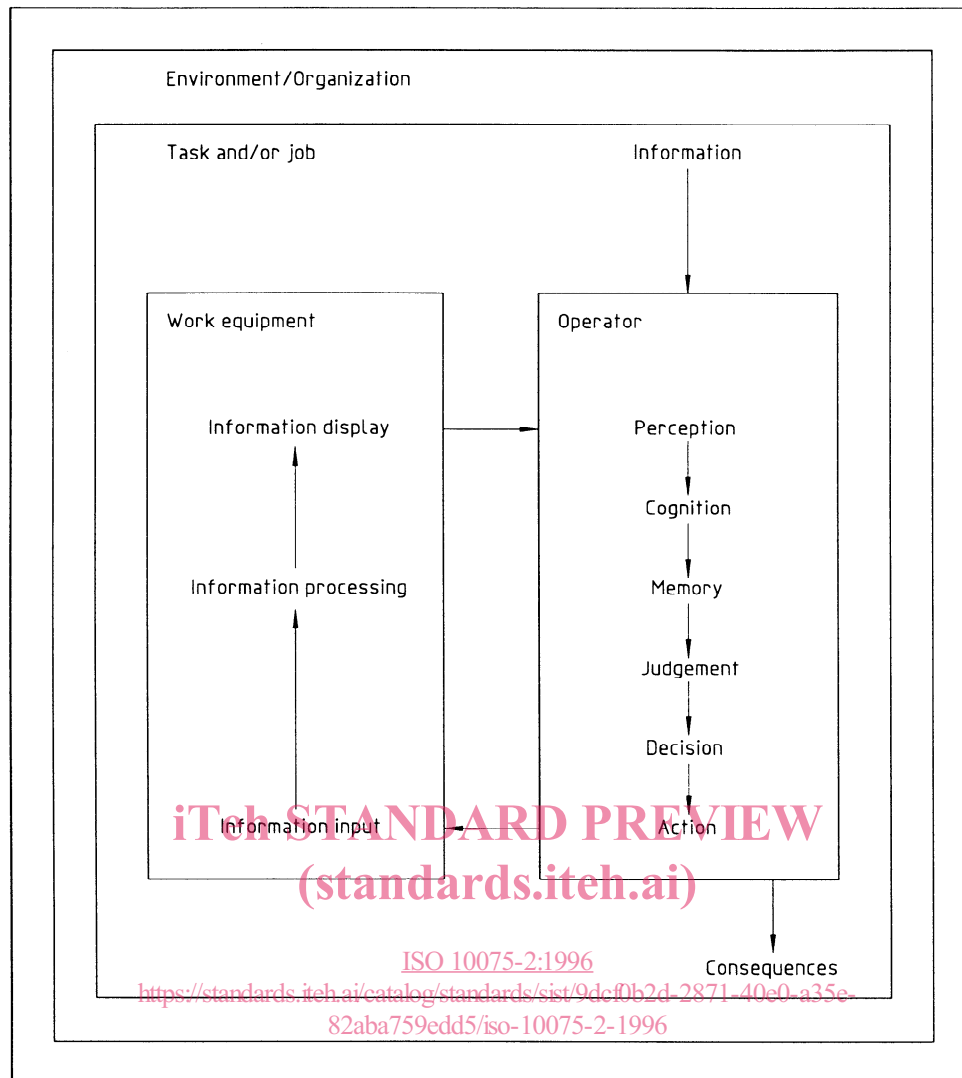 Environment/Organization
Task and/or job
Information
Work equipment
Operator
Information display
Perception
Cognition
Information processing
Memory
Judgement
Decision
Information input
Action
iTeh STANDARD PREVIEW
(standards.iteh.ai)
ISO 10075-2:1996
Consequences
https://standards.iteh.ai/catalog/standards/sist/9dcf0b2d-2871-40e0-a35e-
82aba759edd5/iso-10075-2-1996